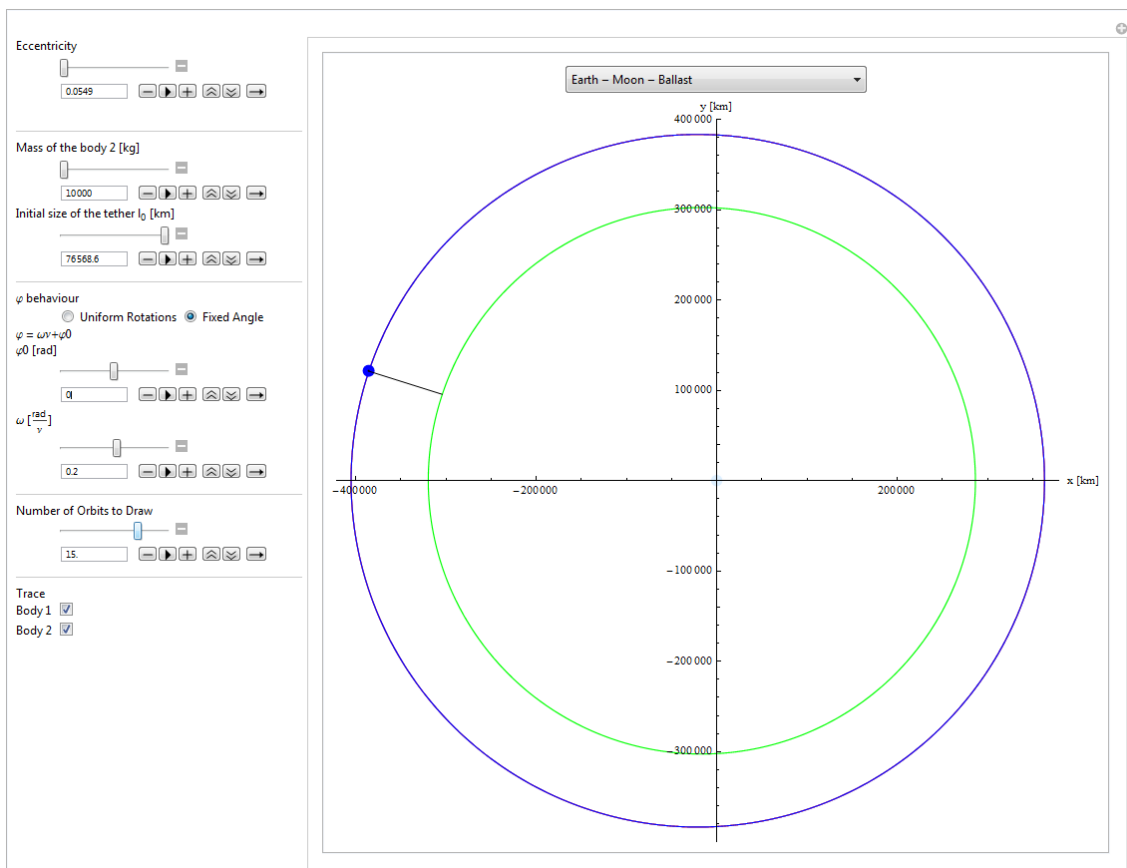 Eccentricity
0.0549
Mass of the body 2 [kg]
10000
Initial size of the tether l₀ [km]
76568.6
φ behaviour
Uniform Rotations Fixed Angle
φ = ων+φ0
φ0 [rad]
0
ω [rad/ν]
0.2
Number of Orbits to Draw
15.
Trace
Body 1
Body 2
Earth – Moon – Ballast
y [km]
400 000
300 000
200 000
100 000
-400 000 -200 000 200 000 x [km]
-100 000
-200 000
-300 000